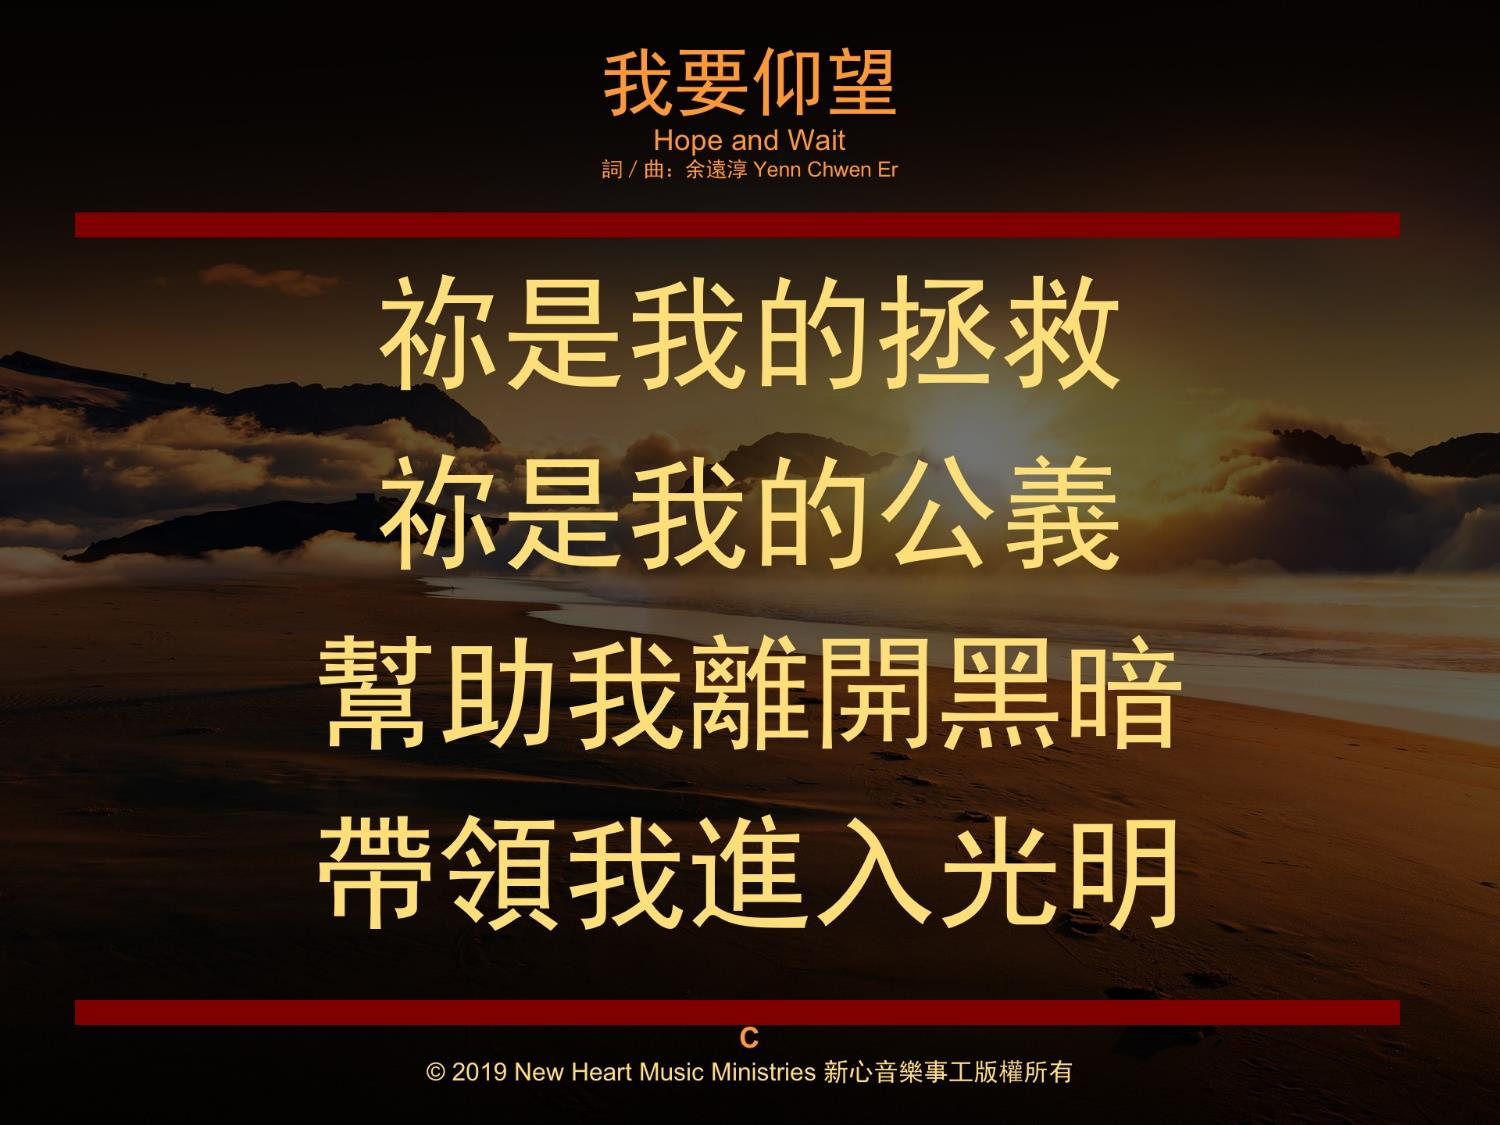 我要仰望
Hope and Wait
詞 / 曲：余遠淳 Yenn Chwen Er
祢是我的拯救
祢是我的公義
幫助我離開黑暗
帶領我進入光明
C
© 2019 New Heart Music Ministries 新心音樂事工版權所有